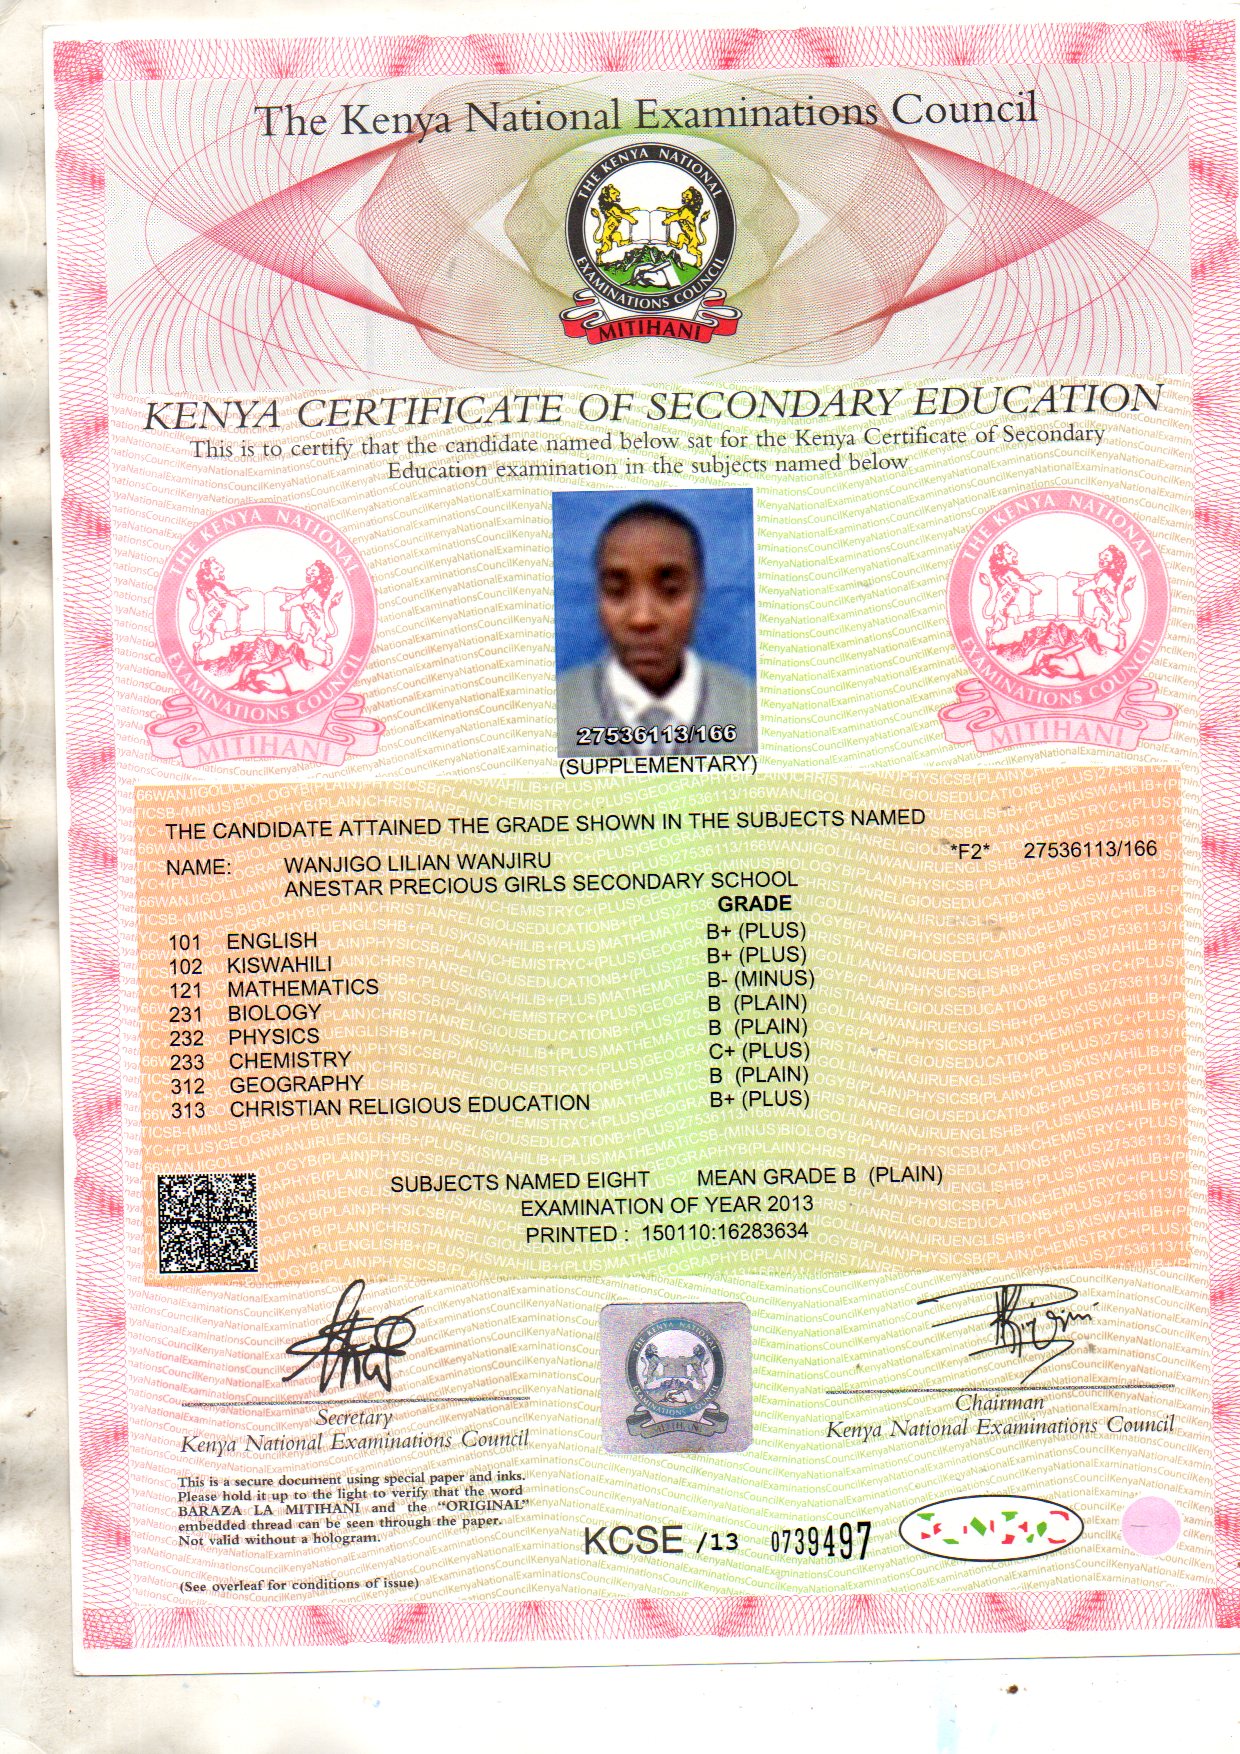 The Kenya National Examinations Council
THE KENYA NATIONAL
EXAMINATIONS COUNCIL
MITIHANI
KENYA CERTIFICATE OF SECONDARY EDUCATION
This is to certify that the candidate named below sat for the Kenya Certificate of Secondary
Education examination in the subjects named below
THE KENYA NATIONAL
EXAMINATIONS COUNCIL
MITIHANI
THE KENYA NATIONAL
EXAMINATIONS COUNCIL
MITIHANI
27536113/166
(SUPPLEMENTARY)
THE CANDIDATE ATTAINED THE GRADE SHOWN IN THE SUBJECTS NAMED
NAME: WANJIGO LILIAN WANJIRU *F2* 27536113/166
ANESTAR PRECIOUS GIRLS SECONDARY SCHOOL
GRADE
101 ENGLISH B+ (PLUS)
102 KISWAHILI B+ (PLUS)
121 MATHEMATICS B- (MINUS)
231 BIOLOGY B (PLAIN)
232 PHYSICS B (PLAIN)
233 CHEMISTRY C+ (PLUS)
312 GEOGRAPHY B (PLAIN)
313 CHRISTIAN RELIGIOUS EDUCATION B+ (PLUS)
SUBJECTS NAMED EIGHT MEAN GRADE B (PLAIN)
EXAMINATION OF YEAR 2013
PRINTED : 150110:16283634
Secretary
Kenya National Examinations Council
THE KENYA NATIONAL
EXAMINATIONS COUNCIL
MITIHANI
Chairman
Kenya National Examinations Council
This is a secure document using special paper and inks.
Please hold it up to the light to verify that the word
BARAZA LA MITIHANI and the "ORIGINAL"
embedded thread can be seen through the paper.
Not valid without a hologram.
(See overleaf for conditions of issue)
KCSE /13 0739497